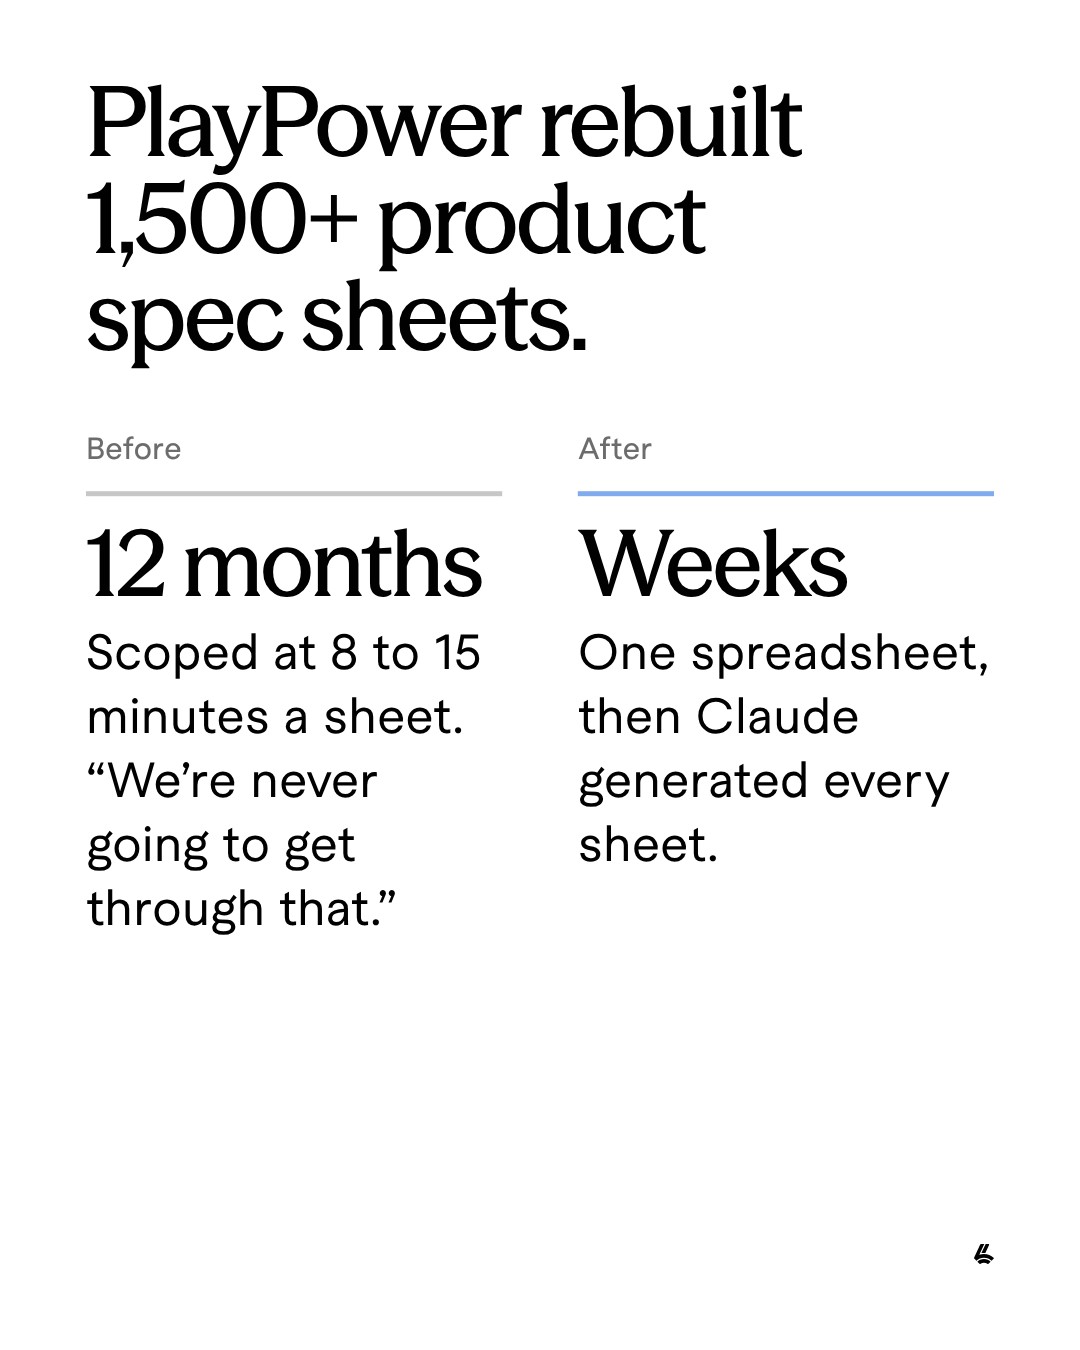 PlayPower rebuilt
1,500+ product
spec sheets.
Before
12 months
Scoped at 8 to 15
minutes a sheet.
“We’re never
going to get
through that.”
After
Weeks
One spreadsheet,
then Claude
generated every
sheet.